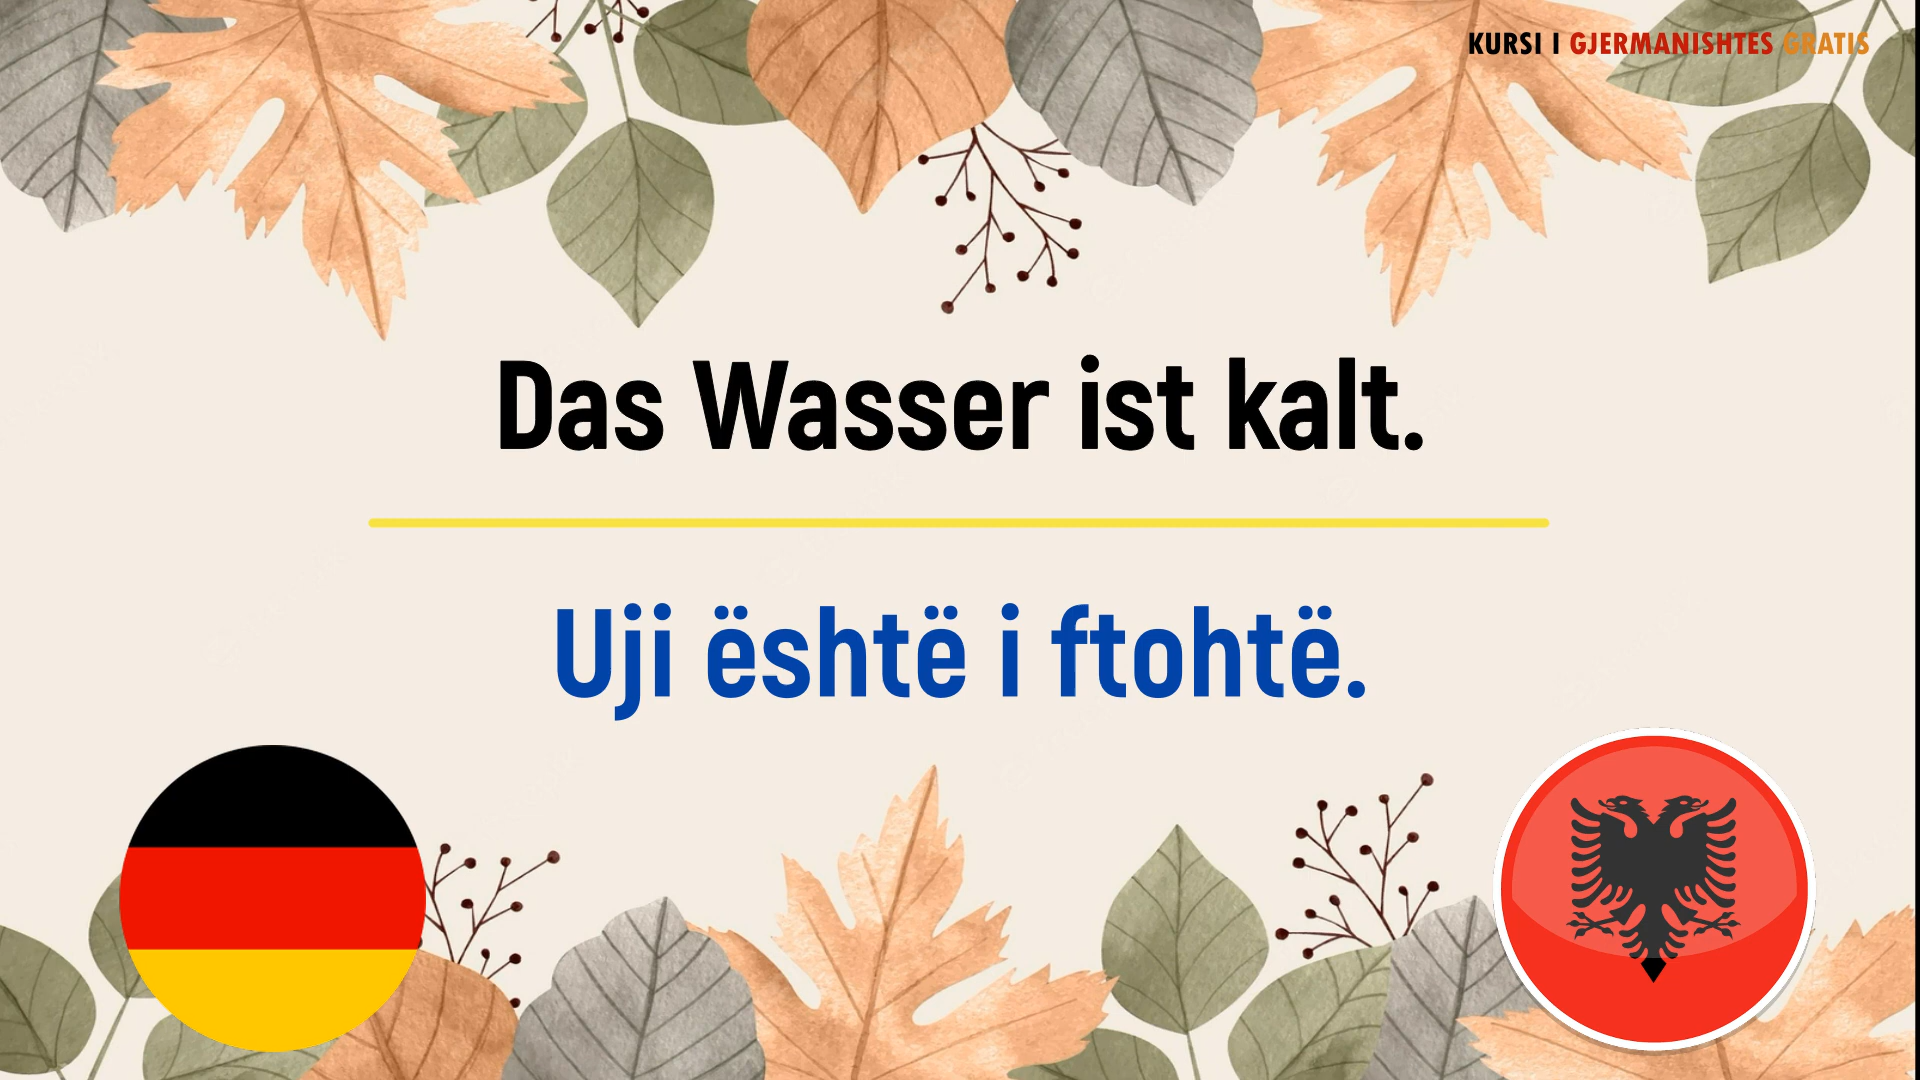 KURSI I GJERMANISHTES GRATIS
Das Wasser ist kalt.
Uji është i ftohtë.